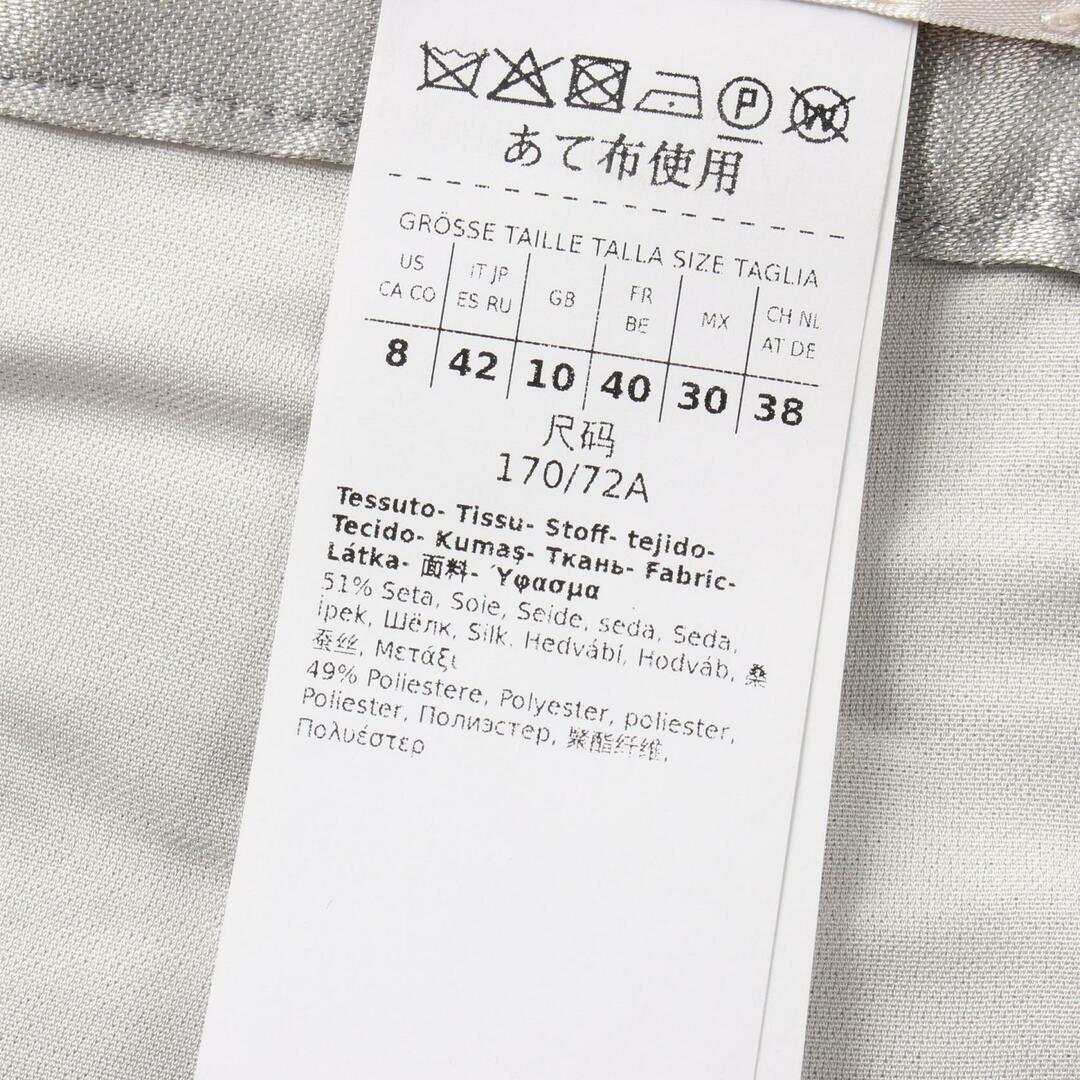 P W
あて布使用
GRÖSSE TAILLE TALLA SIZE TAGLIA
US IT JP GB FR MX CH NL
CA CO ES RU BE AT DE
8 42 10 40 30 38
尺码
170/72A
Tessuto- Tissu- Stoff- tejido-
Tecido- Kumaş- Ткань- Fabric-
Látka- 面料- Ύφασμα
51% Seta, Soie, Seide, seda, Seda,
ipek, Шёлк, Silk. Hedvábí, Hodváb, 桑
蚕丝, Μετάξι
49% Poliestere, Polyester, poliester,
Poliester, Полиэстер, 聚酯纤维,
Πολυέστερ